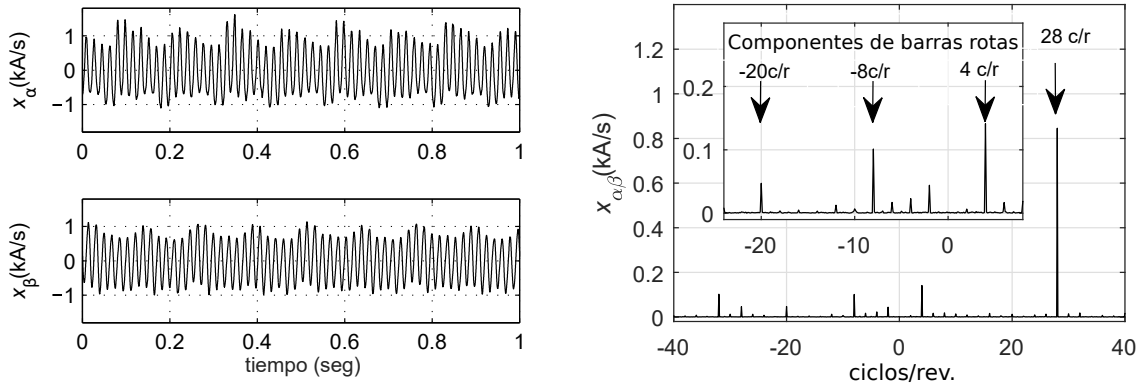 x_α(kA/s)
1
0
−1
0 0.2 0.4 0.6 0.8 1
x_β(kA/s)
1
0
−1
0 0.2 0.4 0.6 0.8 1
tiempo (seg)
x_αβ(kA/s)
1.2
1
0.8
0.6
0.4
0.2
0
-40 -20 0 20 40
ciclos/rev.
28 c/r
Componentes de barras rotas
-20c/r -8c/r 4 c/r
0.2
0.1
0
-20 -10 0